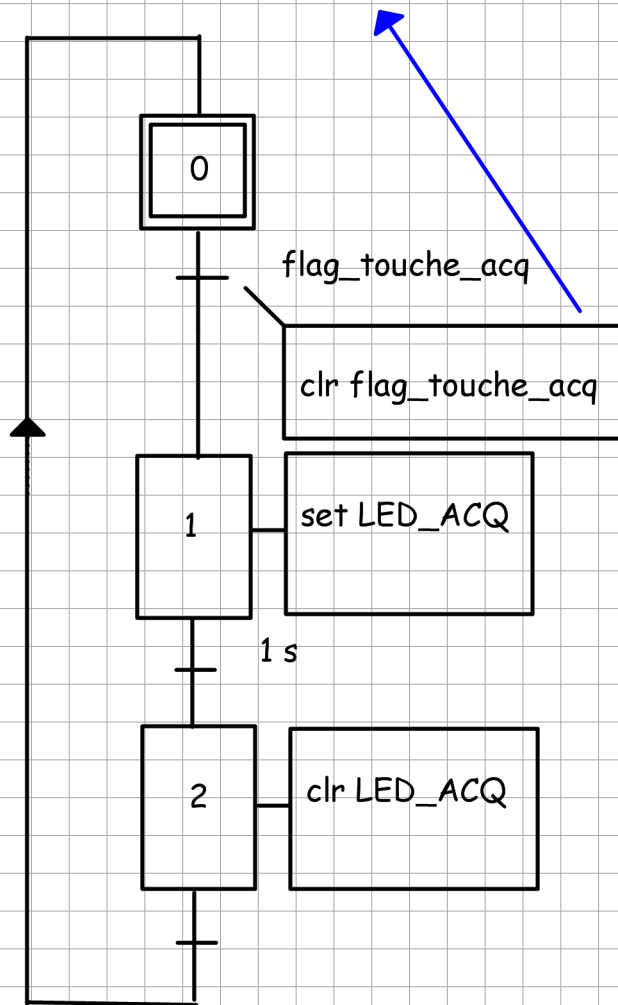 0
flag_touche_acq
clr flag_touche_acq
1
set LED_ACQ
1 s
2
clr LED_ACQ